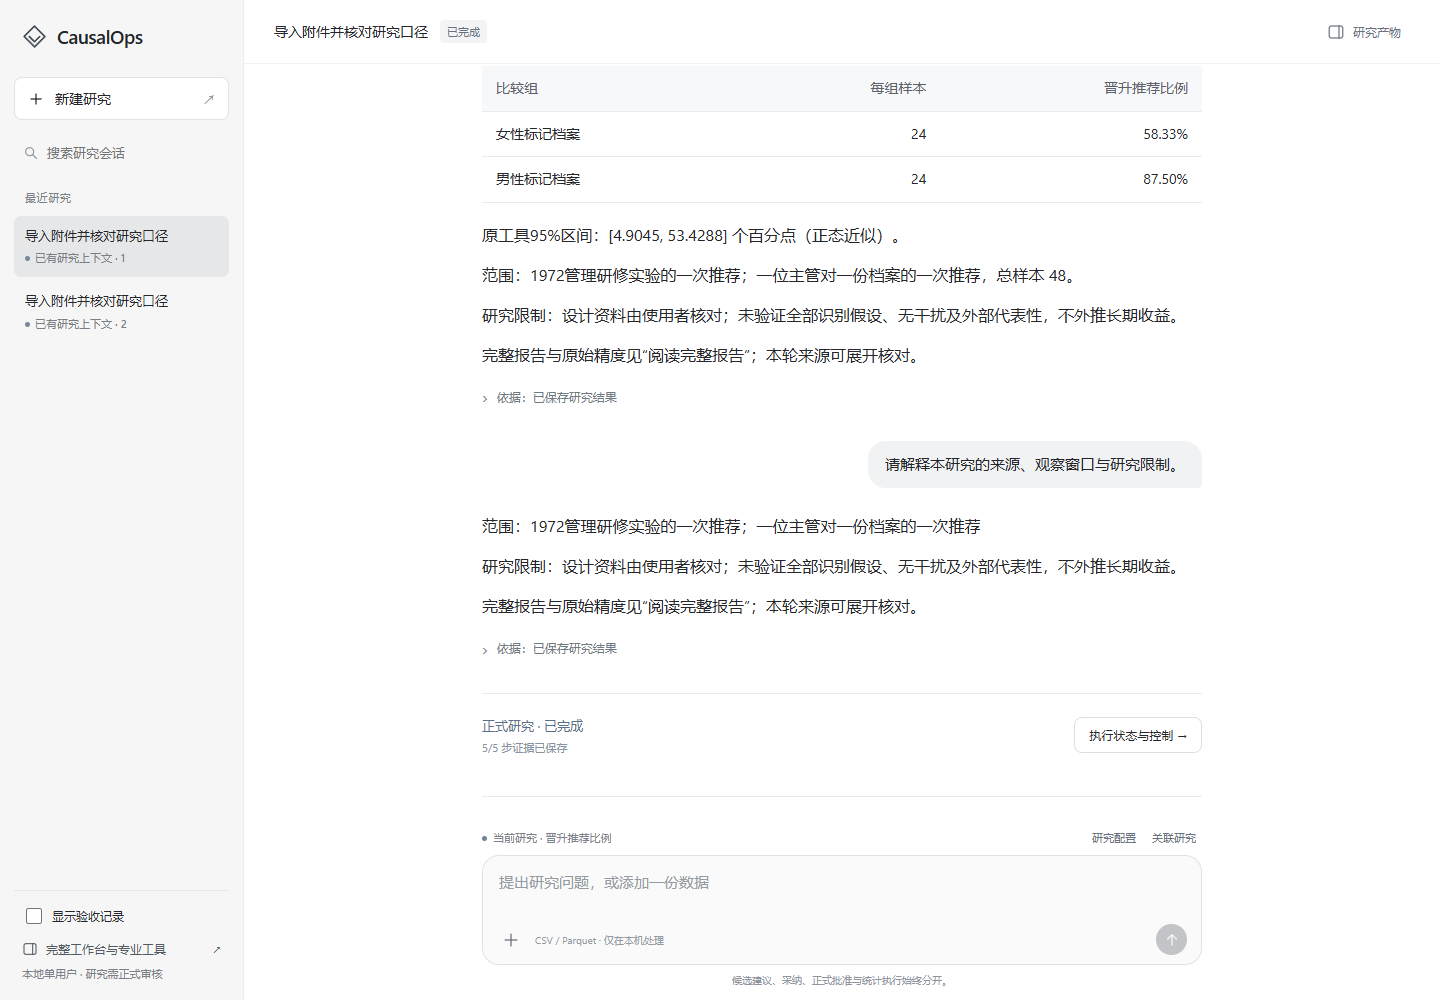 CausalOps
新建研究
搜索研究会话
最近研究
导入附件并核对研究口径
已有研究上下文 · 1
导入附件并核对研究口径
已有研究上下文 · 2
显示验收记录
完整工作台与专业工具
本地单用户 · 研究需正式审核
导入附件并核对研究口径 已完成
研究产物
比较组 每组样本 晋升推荐比例
女性标记档案 24 58.33%
男性标记档案 24 87.50%
原工具95%区间：[4.9045, 53.4288] 个百分点（正态近似）。
范围：1972管理研修实验的一次推荐；一位主管对一份档案的一次推荐，总样本 48。
研究限制：设计资料由使用者核对；未验证全部识别假设、无干扰及外部代表性，不外推长期收益。
完整报告与原始精度见“阅读完整报告”；本轮来源可展开核对。
依据：已保存研究结果
请解释本研究的来源、观察窗口与研究限制。
范围：1972管理研修实验的一次推荐；一位主管对一份档案的一次推荐
研究限制：设计资料由使用者核对；未验证全部识别假设、无干扰及外部代表性，不外推长期收益。
完整报告与原始精度见“阅读完整报告”；本轮来源可展开核对。
依据：已保存研究结果
正式研究 · 已完成
5/5 步证据已保存
执行状态与控制 →
当前研究 · 晋升推荐比例
研究配置 关联研究
提出研究问题，或添加一份数据
CSV / Parquet · 仅在本机处理
候选建议、采纳、正式批准与统计执行始终分开。